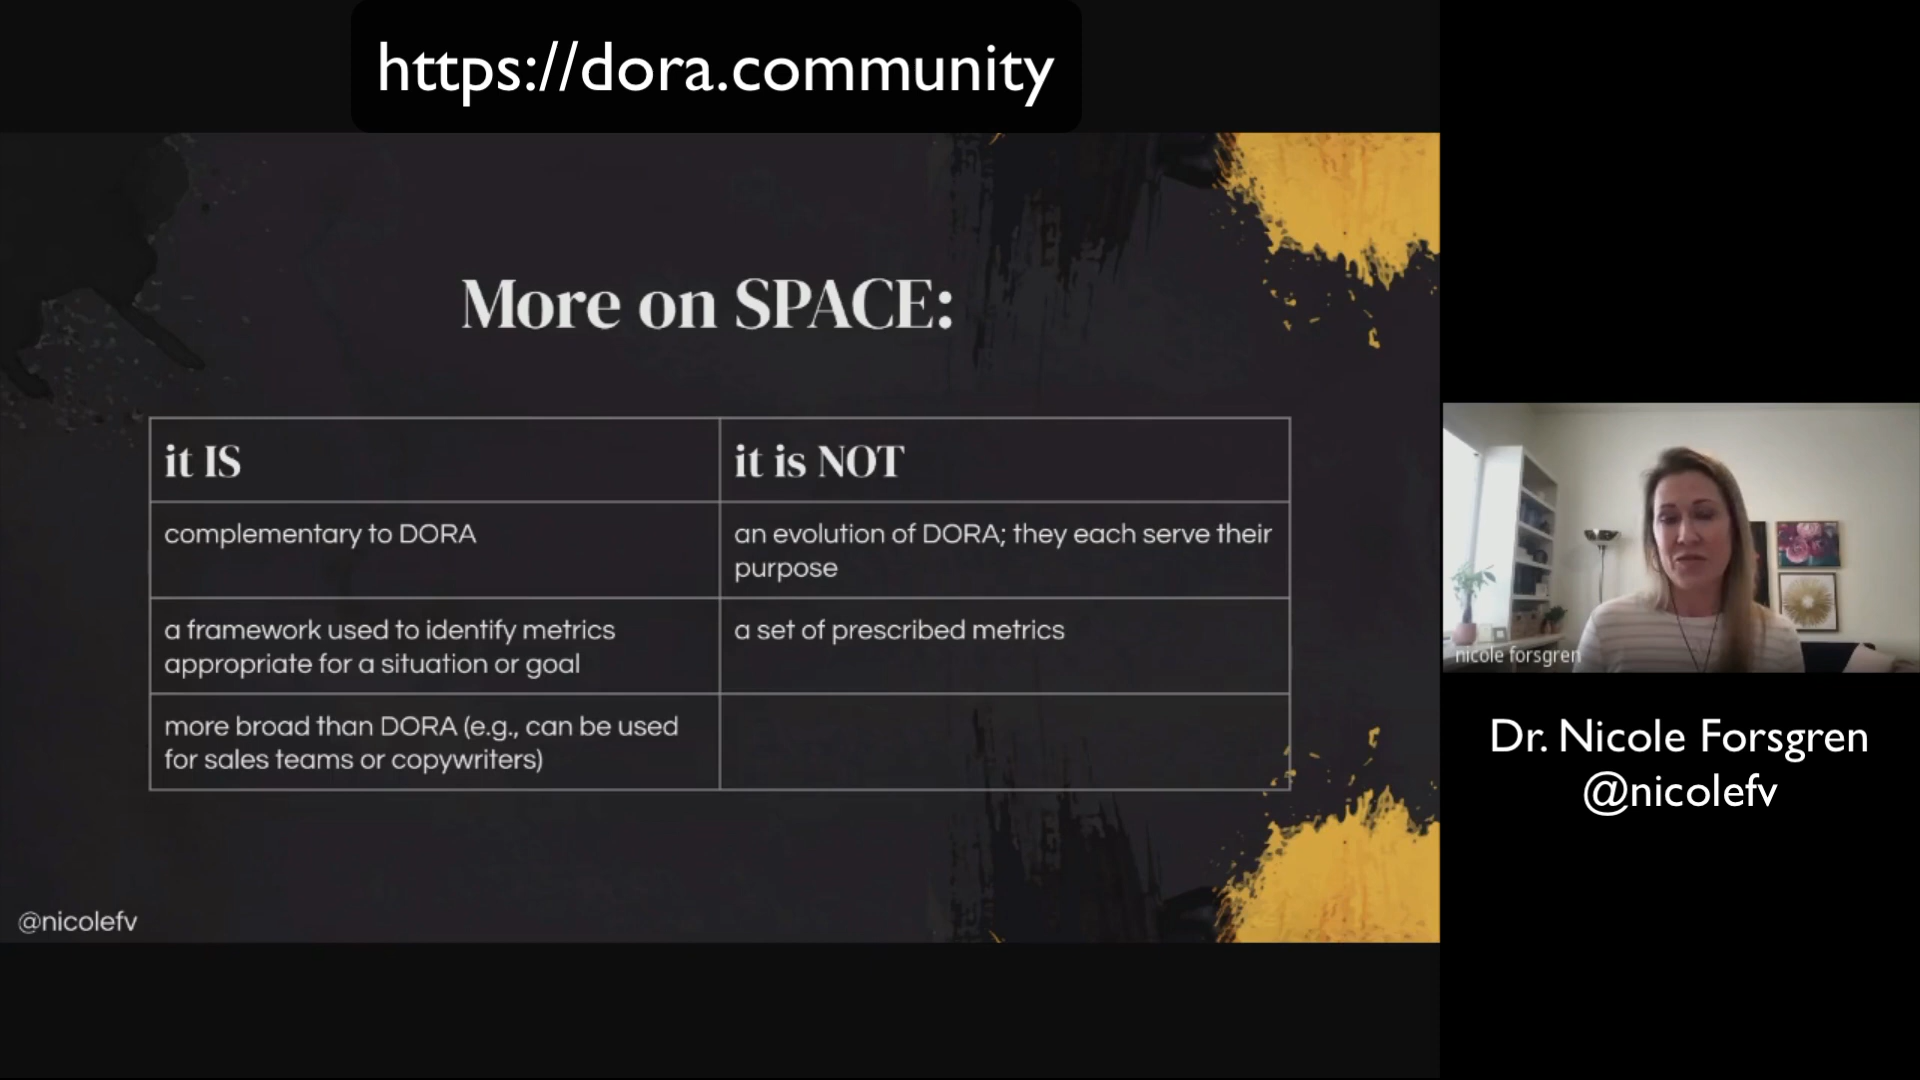 https://dora.community
More on SPACE:
it IS
it is NOT
complementary to DORA
an evolution of DORA; they each serve their
purpose
a framework used to identify metrics
appropriate for a situation or goal
a set of prescribed metrics
more broad than DORA (e.g., can be used
for sales teams or copywriters)
@nicolefv
nicole forsgren
Dr. Nicole Forsgren
@nicolefv